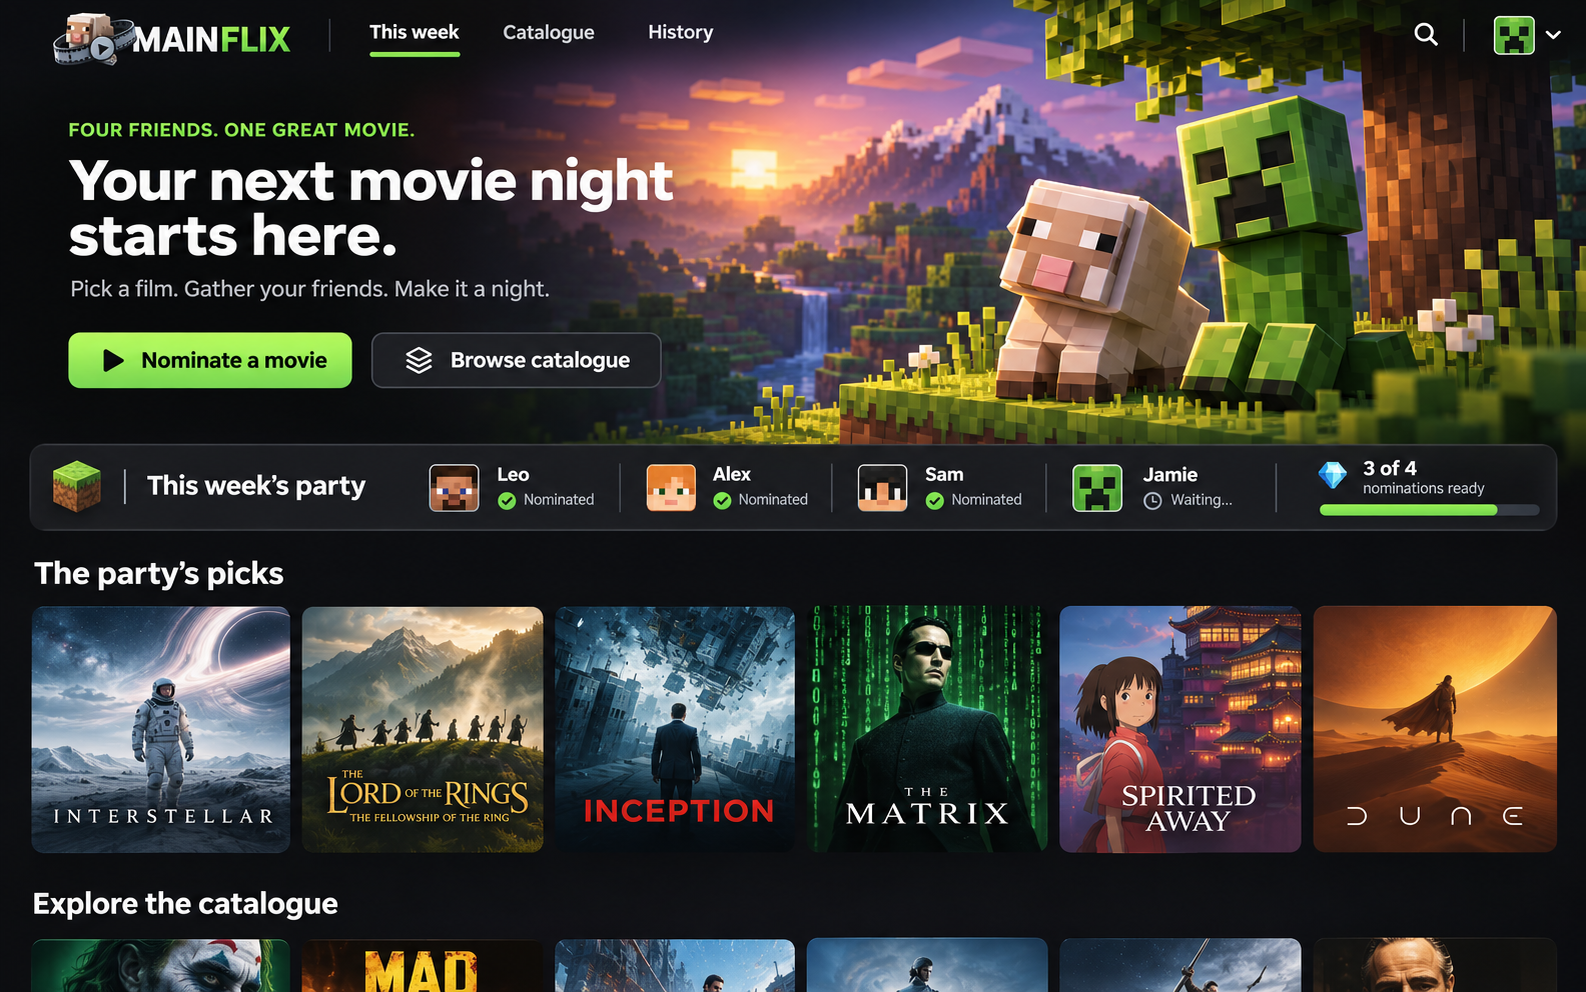 MAINFLIX
This week
Catalogue
History
FOUR FRIENDS. ONE GREAT MOVIE.
Your next movie night
starts here.
Pick a film. Gather your friends. Make it a night.
Nominate a movie
Browse catalogue
This week's party
Leo
Nominated
Alex
Nominated
Sam
Nominated
Jamie
Waiting...
3 of 4
nominations ready
The party's picks
INTERSTELLAR
THE
LORD OF THE RINGS
THE FELLOWSHIP OF THE RING
INCEPTION
THE
MATRIX
SPIRITED
AWAY
DUNE
Explore the catalogue
MAD